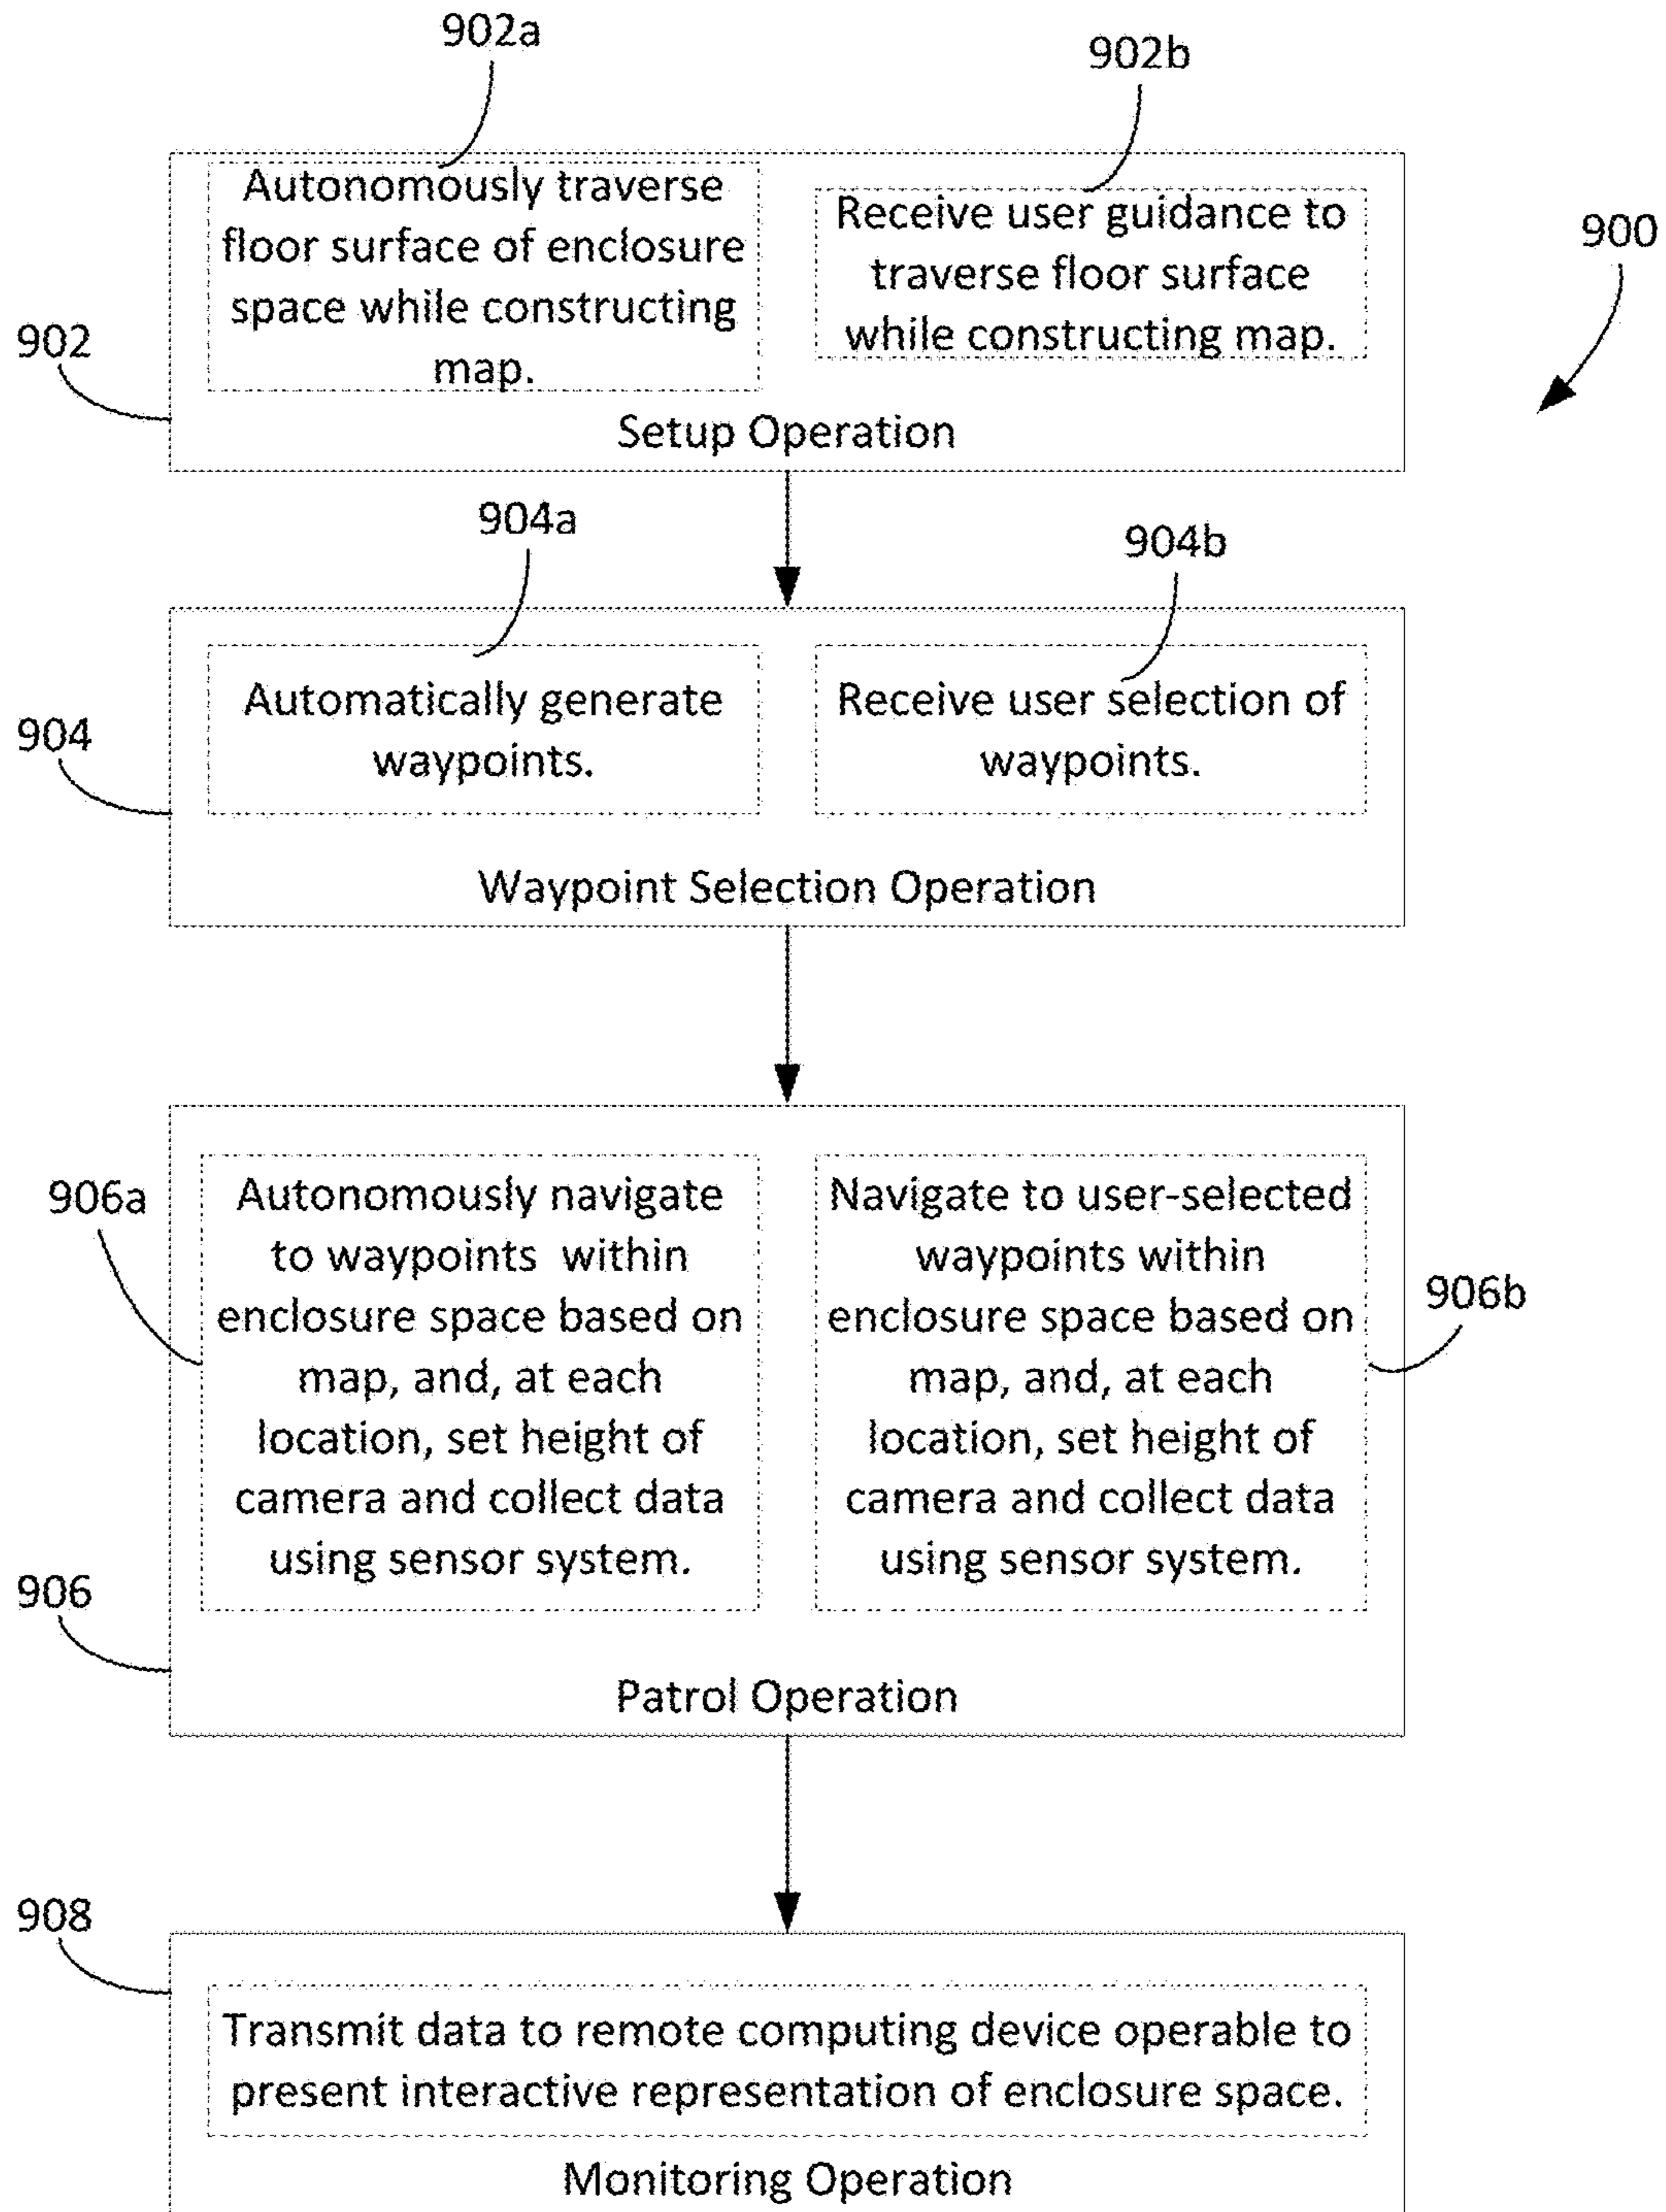 902a
902b
900
Autonomously traverse
floor surface of enclosure
space while constructing
map.
Receive user guidance to
traverse floor surface
while constructing map.
902
Setup Operation
904a
904b
Automatically generate
waypoints.
Receive user selection of
waypoints.
904
Waypoint Selection Operation
906a
Autonomously navigate
to waypoints within
enclosure space based on
map, and, at each
location, set height of
camera and collect data
using sensor system.
Navigate to user-selected
waypoints within
enclosure space based on
map, and, at each
location, set height of
camera and collect data
using sensor system.
906b
906
Patrol Operation
908
Transmit data to remote computing device operable to
present interactive representation of enclosure space.
Monitoring Operation